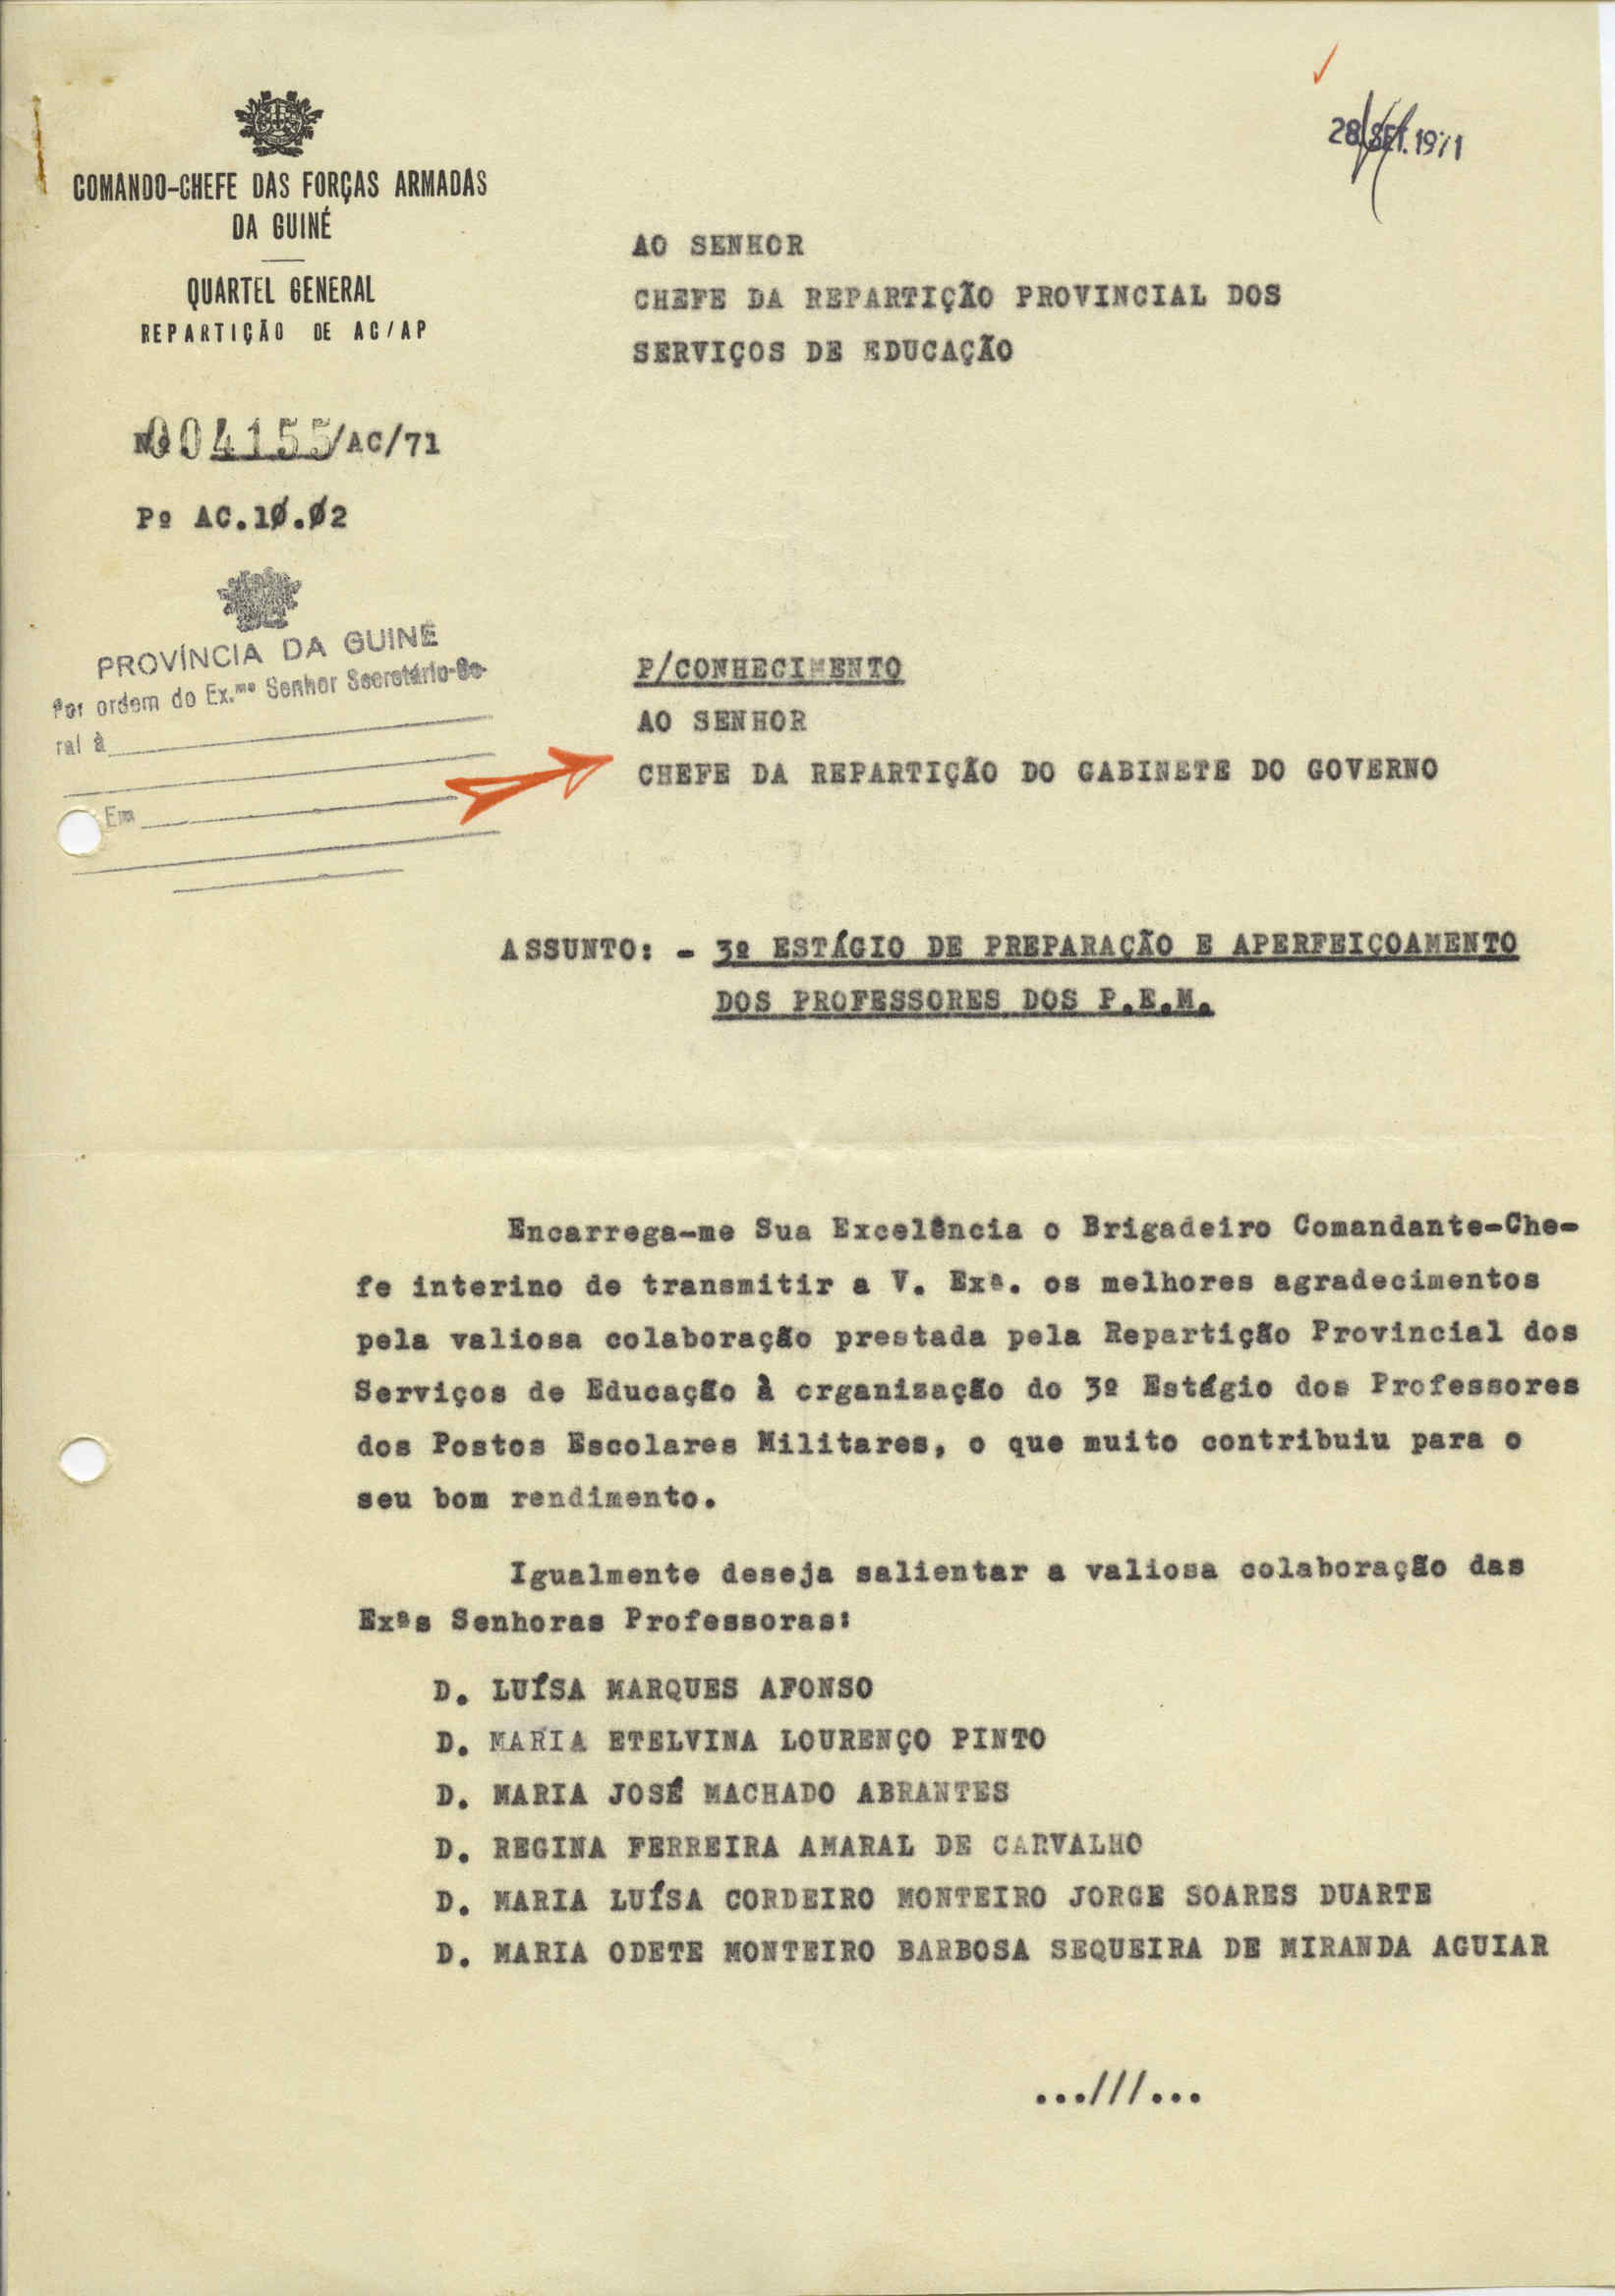 28 SET. 1971
COMANDO-CHEFE DAS FORÇAS ARMADAS
DA GUINÉ
QUARTEL GENERAL
REPARTIÇÃO DE AC/AP
AO SENHOR
CHEFE DA REPARTIÇÃO PROVINCIAL DOS
SERVIÇOS DE EDUCAÇÃO
Nº 004155/AC/71
Pº AC.10.02
PROVÍNCIA DA GUINÉ
Por ordem do Ex.mo Senhor Secretário-Ge-
ral à
Em
P/CONHECIMENTO
AO SENHOR
CHEFE DA REPARTIÇÃO DO GABINETE DO GOVERNO
ASSUNTO: - 3º ESTÁGIO DE PREPARAÇÃO E APERFEIÇOAMENTO
DOS PROFESSORES DOS P.E.M.
Encarrega-me Sua Excelência o Brigadeiro Comandante-Che-
fe interino de transmitir a V. Exª. os melhores agradecimentos
pela valiosa colaboração prestada pela Repartição Provincial dos
Serviços de Educação à organização do 3º Estágio dos Professores
dos Postos Escolares Militares, o que muito contribuiu para o
seu bom rendimento.
Igualmente deseja salientar a valiosa colaboração das
Exªs Senhoras Professoras:
D. LUÍSA MARQUES AFONSO
D. MARIA ETELVINA LOURENÇO PINTO
D. MARIA JOSÉ MACHADO ABRANTES
D. REGINA FERREIRA AMARAL DE CARVALHO
D. MARIA LUÍSA CORDEIRO MONTEIRO JORGE SOARES DUARTE
D. MARIA ODETE MONTEIRO BARBOSA SEQUEIRA DE MIRANDA AGUIAR
...///...